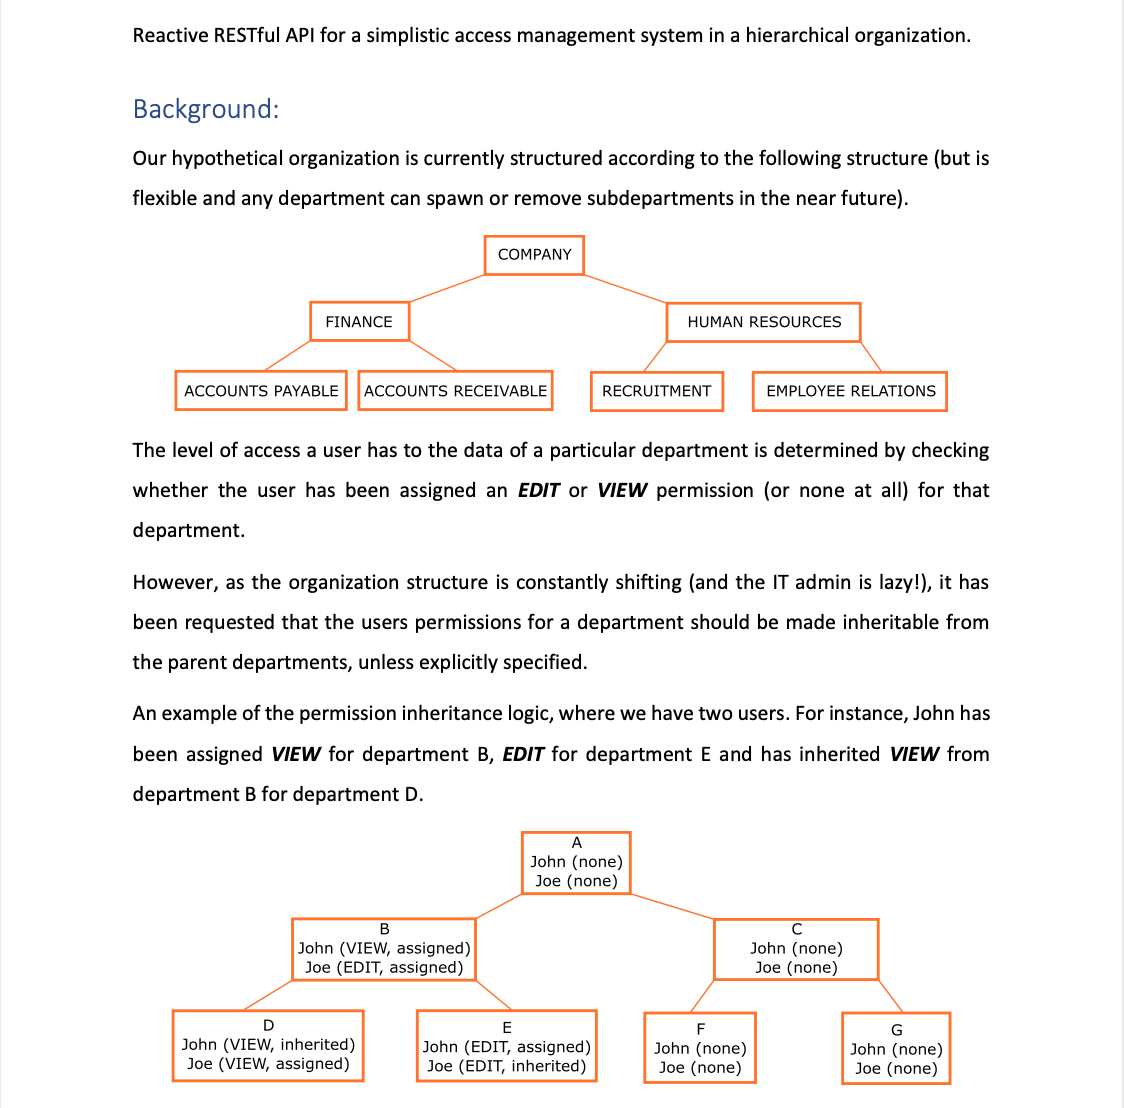 Reactive RESTful API for a simplistic access management system in a hierarchical organization.
Background:
Our hypothetical organization is currently structured according to the following structure (but is
flexible and any department can spawn or remove subdepartments in the near future).
COMPANY
FINANCE
HUMAN RESOURCES
ACCOUNTS PAYABLE
ACCOUNTS RECEIVABLE
RECRUITMENT
EMPLOYEE RELATIONS
The level of access a user has to the data of a particular department is determined by checking
whether the user has been assigned an EDIT or VIEW permission (or none at all) for that
department.
However, as the organization structure is constantly shifting (and the IT admin is lazy!), it has
been requested that the users permissions for a department should be made inheritable from
the parent departments, unless explicitly specified.
An example of the permission inheritance logic, where we have two users. For instance, John has
been assigned VIEW for department B, EDIT for department E and has inherited VIEW from
department B for department D.
A
John (none)
Joe (none)
B
John (VIEW, assigned)
Joe (EDIT, assigned)
C
John (none)
Joe (none)
D
John (VIEW, inherited)
Joe (VIEW, assigned)
E
John (EDIT, assigned)
Joe (EDIT, inherited)
F
John (none)
Joe (none)
G
John (none)
Joe (none)